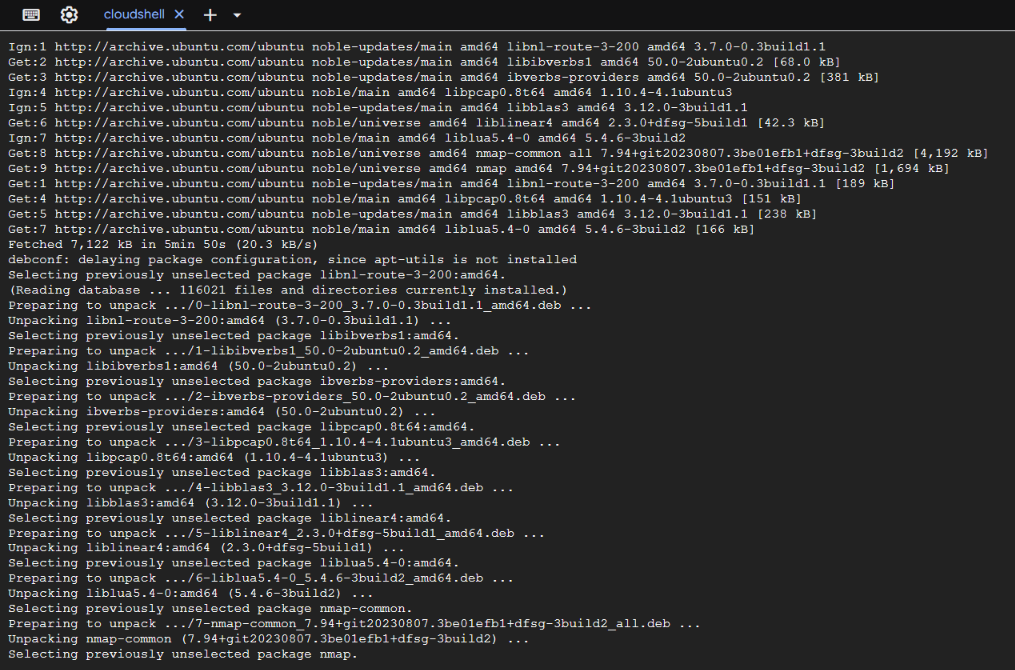 cloudshell
Ign:1 http://archive.ubuntu.com/ubuntu noble-updates/main amd64 libnl-route-3-200 amd64 3.7.0-0.3build1.1
Get:2 http://archive.ubuntu.com/ubuntu noble-updates/main amd64 libibverbs1 amd64 50.0-2ubuntu0.2 [68.0 kB]
Get:3 http://archive.ubuntu.com/ubuntu noble-updates/main amd64 ibverbs-providers amd64 50.0-2ubuntu0.2 [381 kB]
Ign:4 http://archive.ubuntu.com/ubuntu noble/main amd64 libpcap0.8t64 amd64 1.10.4-4.1ubuntu3
Ign:5 http://archive.ubuntu.com/ubuntu noble-updates/main amd64 libblas3 amd64 3.12.0-3build1.1
Get:6 http://archive.ubuntu.com/ubuntu noble/universe amd64 liblinear4 amd64 2.3.0+dfsg-5build1 [42.3 kB]
Ign:7 http://archive.ubuntu.com/ubuntu noble/main amd64 liblua5.4-0 amd64 5.4.6-3build2
Get:8 http://archive.ubuntu.com/ubuntu noble/universe amd64 nmap-common all 7.94+git20230807.3be01efb1+dfsg-3build2 [4,192 kB]
Get:9 http://archive.ubuntu.com/ubuntu noble/universe amd64 nmap amd64 7.94+git20230807.3be01efb1+dfsg-3build2 [1,694 kB]
Get:1 http://archive.ubuntu.com/ubuntu noble-updates/main amd64 libnl-route-3-200 amd64 3.7.0-0.3build1.1 [189 kB]
Get:4 http://archive.ubuntu.com/ubuntu noble/main amd64 libpcap0.8t64 amd64 1.10.4-4.1ubuntu3 [151 kB]
Get:5 http://archive.ubuntu.com/ubuntu noble-updates/main amd64 libblas3 amd64 3.12.0-3build1.1 [238 kB]
Get:7 http://archive.ubuntu.com/ubuntu noble/main amd64 liblua5.4-0 amd64 5.4.6-3build2 [166 kB]
Fetched 7,122 kB in 5min 50s (20.3 kB/s)
debconf: delaying package configuration, since apt-utils is not installed
Selecting previously unselected package libnl-route-3-200:amd64.
(Reading database ... 116021 files and directories currently installed.)
Preparing to unpack .../0-libnl-route-3-200_3.7.0-0.3build1.1_amd64.deb ...
Unpacking libnl-route-3-200:amd64 (3.7.0-0.3build1.1) ...
Selecting previously unselected package libibverbs1:amd64.
Preparing to unpack .../1-libibverbs1_50.0-2ubuntu0.2_amd64.deb ...
Unpacking libibverbs1:amd64 (50.0-2ubuntu0.2) ...
Selecting previously unselected package ibverbs-providers:amd64.
Preparing to unpack .../2-ibverbs-providers_50.0-2ubuntu0.2_amd64.deb ...
Unpacking ibverbs-providers:amd64 (50.0-2ubuntu0.2) ...
Selecting previously unselected package libpcap0.8t64:amd64.
Preparing to unpack .../3-libpcap0.8t64_1.10.4-4.1ubuntu3_amd64.deb ...
Unpacking libpcap0.8t64:amd64 (1.10.4-4.1ubuntu3) ...
Selecting previously unselected package libblas3:amd64.
Preparing to unpack .../4-libblas3_3.12.0-3build1.1_amd64.deb ...
Unpacking libblas3:amd64 (3.12.0-3build1.1) ...
Selecting previously unselected package liblinear4:amd64.
Preparing to unpack .../5-liblinear4_2.3.0+dfsg-5build1_amd64.deb ...
Unpacking liblinear4:amd64 (2.3.0+dfsg-5build1) ...
Selecting previously unselected package liblua5.4-0:amd64.
Preparing to unpack .../6-liblua5.4-0_5.4.6-3build2_amd64.deb ...
Unpacking liblua5.4-0:amd64 (5.4.6-3build2) ...
Selecting previously unselected package nmap-common.
Preparing to unpack .../7-nmap-common_7.94+git20230807.3be01efb1+dfsg-3build2_all.deb ...
Unpacking nmap-common (7.94+git20230807.3be01efb1+dfsg-3build2) ...
Selecting previously unselected package nmap.